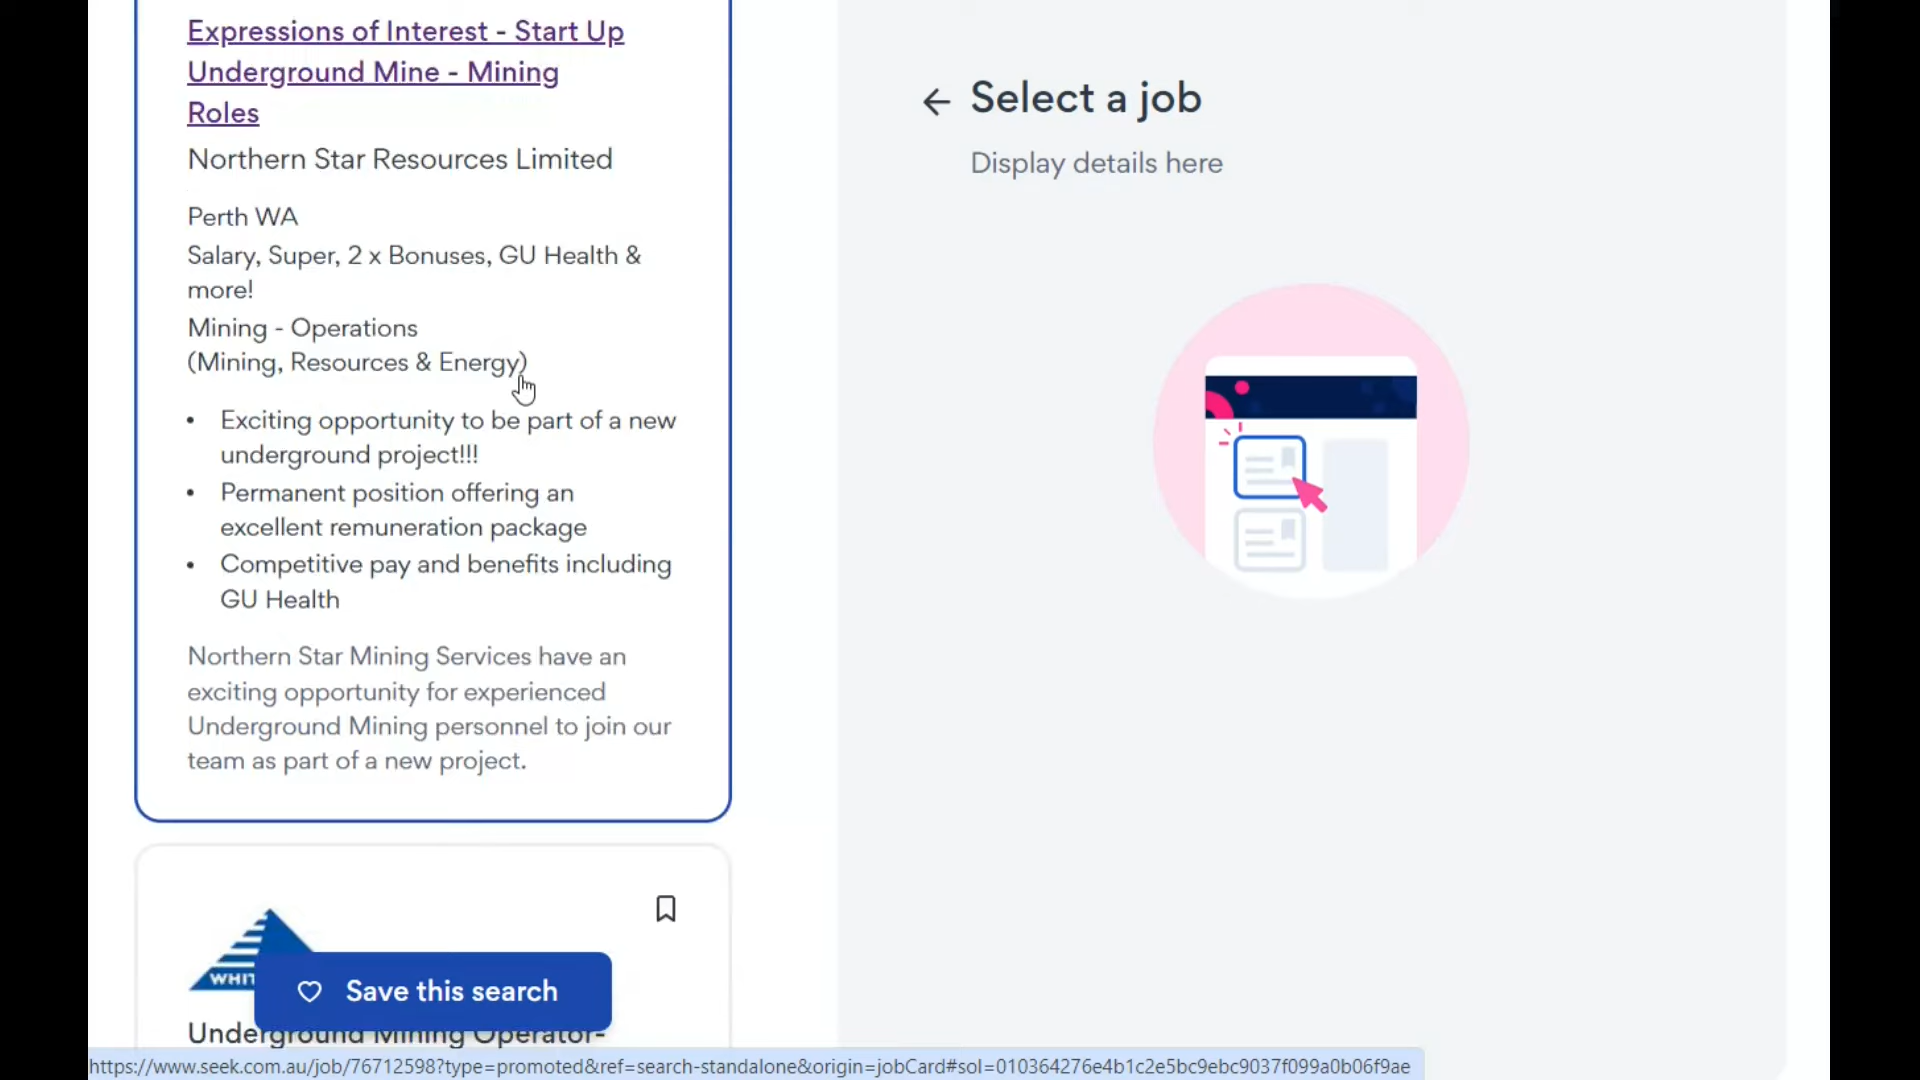 Expressions of Interest - Start Up
Underground Mine - Mining
Roles
Northern Star Resources Limited
Perth WA
Salary, Super, 2 x Bonuses, GU Health &
more!
Mining - Operations
(Mining, Resources & Energy)
• Exciting opportunity to be part of a new
underground project!!!
• Permanent position offering an
excellent remuneration package
• Competitive pay and benefits including
GU Health
Northern Star Mining Services have an
exciting opportunity for experienced
Underground Mining personnel to join our
team as part of a new project.
WHIT
Save this search
Underground Mining Operator-
Select a job
Display details here
https://www.seek.com.au/job/76712598?type=promoted&ref=search-standalone&origin=jobCard#sol=010364276e4b1c2e5bc9ebc9037f099a0b06f9ae